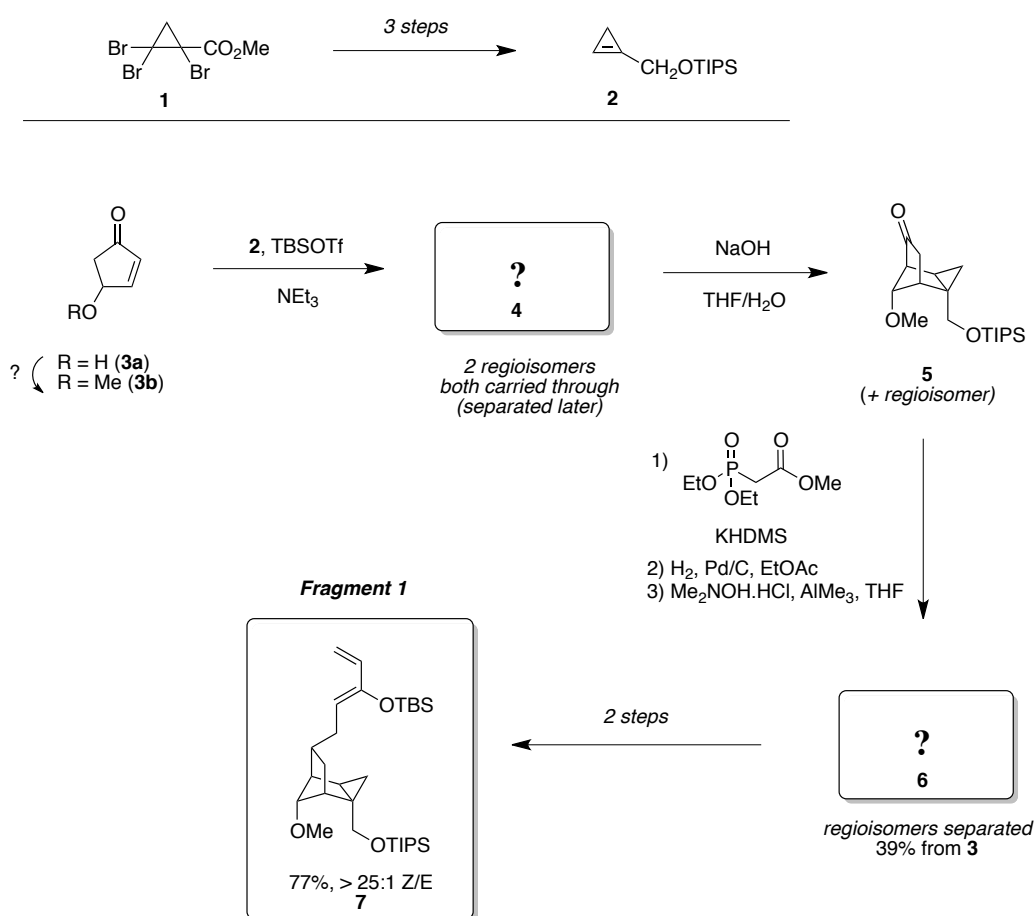 3 steps
Br
Br
Br
CO2Me
1
CH2OTIPS
2
O
RO
? R = H (3a)
R = Me (3b)
2, TBSOTf
NEt3
?
4
2 regioisomers
both carried through
(separated later)
NaOH
THF/H2O
O
OMe
OTIPS
5
(+ regioisomer)
1)
O
O
EtO
P
OMe
OEt
KHDMS
2) H2, Pd/C, EtOAc
3) Me2NOH.HCl, AlMe3, THF
?
6
regioisomers separated
39% from 3
2 steps
Fragment 1
OTBS
OMe
OTIPS
77%, > 25:1 Z/E
7